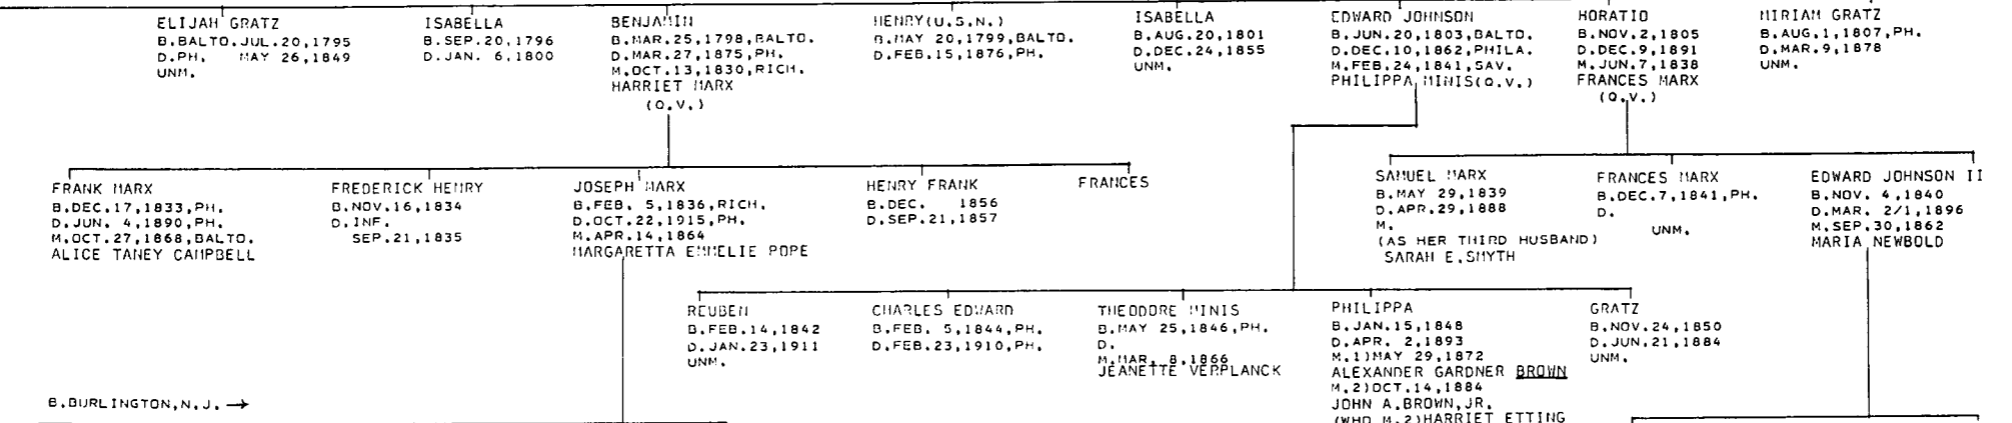 ELIJAH GRATZ
B.BALTO.JUL.20,1795
D.PH. MAY 26,1849
UNM.
ISABELLA
B.SEP.20,1796
D.JAN. 6,1800
BENJAMIN
B.MAR.25,1798,BALTO.
D.MAR.27,1875,PH.
M.OCT.13,1830,RICH.
HARRIET MARX
(Q.V.)
HENRY(U.S.N.)
B.MAY 20,1799,BALTO.
D.FEB.15,1876,PH.
ISABELLA
B.AUG.20,1801
D.DEC.24,1855
UNM.
EDWARD JOHNSON
B.JUN.20,1803,BALTO.
D.DEC.10,1862,PHILA.
M.FEB.24,1841,SAV.
PHILIPPA MINIS(Q.V.)
HORATIO
B.NOV.2,1805
D.DEC.9,1891
M.JUN.7,1838
FRANCES MARX
(Q.V.)
MIRIAM GRATZ
B.AUG.1,1807,PH.
D.MAR.9,1878
UNM.
FRANK MARX
B.DEC.17,1833,PH.
D.JUN. 4,1890,PH.
M.OCT.27,1868,BALTO.
ALICE TANEY CAMPBELL
FREDERICK HENRY
B.NOV.16,1834
D.INF.
SEP.21,1835
JOSEPH MARX
B.FEB. 5,1836,RICH.
D.OCT.22,1915,PH.
M.APR.14,1864
MARGARETTA EMMELIE POPE
HENRY FRANK
B.DEC. 1856
D.SEP.21,1857
FRANCES
SAMUEL MARX
B.MAY 29,1839
D.APR.29,1888
M.
(AS HER THIRD HUSBAND)
SARAH E.SMYTH
FRANCES MARX
B.DEC.7,1841,PH.
D.
UNM.
EDWARD JOHNSON II
B.NOV. 4,1840
D.MAR. 2/1,1896
M.SEP.30,1862
MARIA NEWBOLD
REUBEN
B.FEB.14,1842
D.JAN.23,1911
UNM.
CHARLES EDWARD
B.FEB. 5,1844,PH.
D.FEB.23,1910,PH.
THEODORE MINIS
B.MAY 25,1846,PH.
D.
M.MAR. 8,1866
JEANETTE VERPLANCK
PHILIPPA
B.JAN.15,1848
D.APR. 2,1893
M.1)MAY 29,1872
ALEXANDER GARDNER BROWN
M.2)OCT.14,1884
JOHN A.BROWN,JR.
(WHO M.2)HARRIET ETTING
GRATZ
B.NOV.24,1850
D.JUN.21,1884
UNM.
B.BURLINGTON,N.J. →